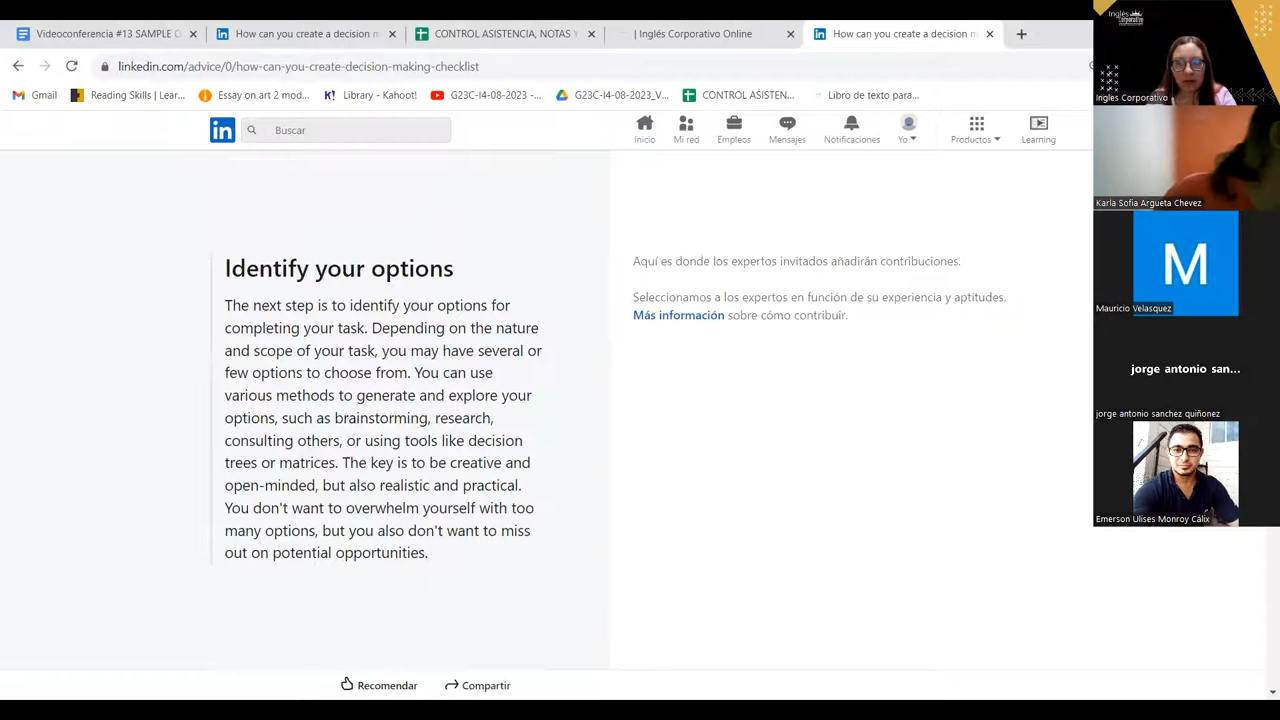 Videoconferencia #13 SAMPLE C
How can you create a decision m
CONTROL ASISTENCIA, NOTAS Y
| Inglés Corporativo Online
How can you create a decision m
linkedin.com/advice/0/how-can-you-create-decision-making-checklist
Gmail
Reading Skills | Lear...
Essay on art 2 mod...
Library - Kami
G23C-I4-08-2023 -...
G23C-I4-08-2023_V...
CONTROL ASISTEN...
Libro de texto para...
Buscar
Inicio
Mi red
Empleos
Mensajes
Notificaciones
Yo
Productos
Learning
Identify your options
The next step is to identify your options for
completing your task. Depending on the nature
and scope of your task, you may have several or
few options to choose from. You can use
various methods to generate and explore your
options, such as brainstorming, research,
consulting others, or using tools like decision
trees or matrices. The key is to be creative and
open-minded, but also realistic and practical.
You don't want to overwhelm yourself with too
many options, but you also don't want to miss
out on potential opportunities.
Aquí es donde los expertos invitados añadirán contribuciones.
Seleccionamos a los expertos en función de su experiencia y aptitudes.
Más información sobre cómo contribuir.
Recomendar
Compartir
Inglés
Corporativo
Ingles Corporativo
Karla Sofia Argueta Chevez
M
Mauricio Velasquez
jorge antonio san...
jorge antonio sanchez quiñonez
Emerson Ulises Monroy Cálix